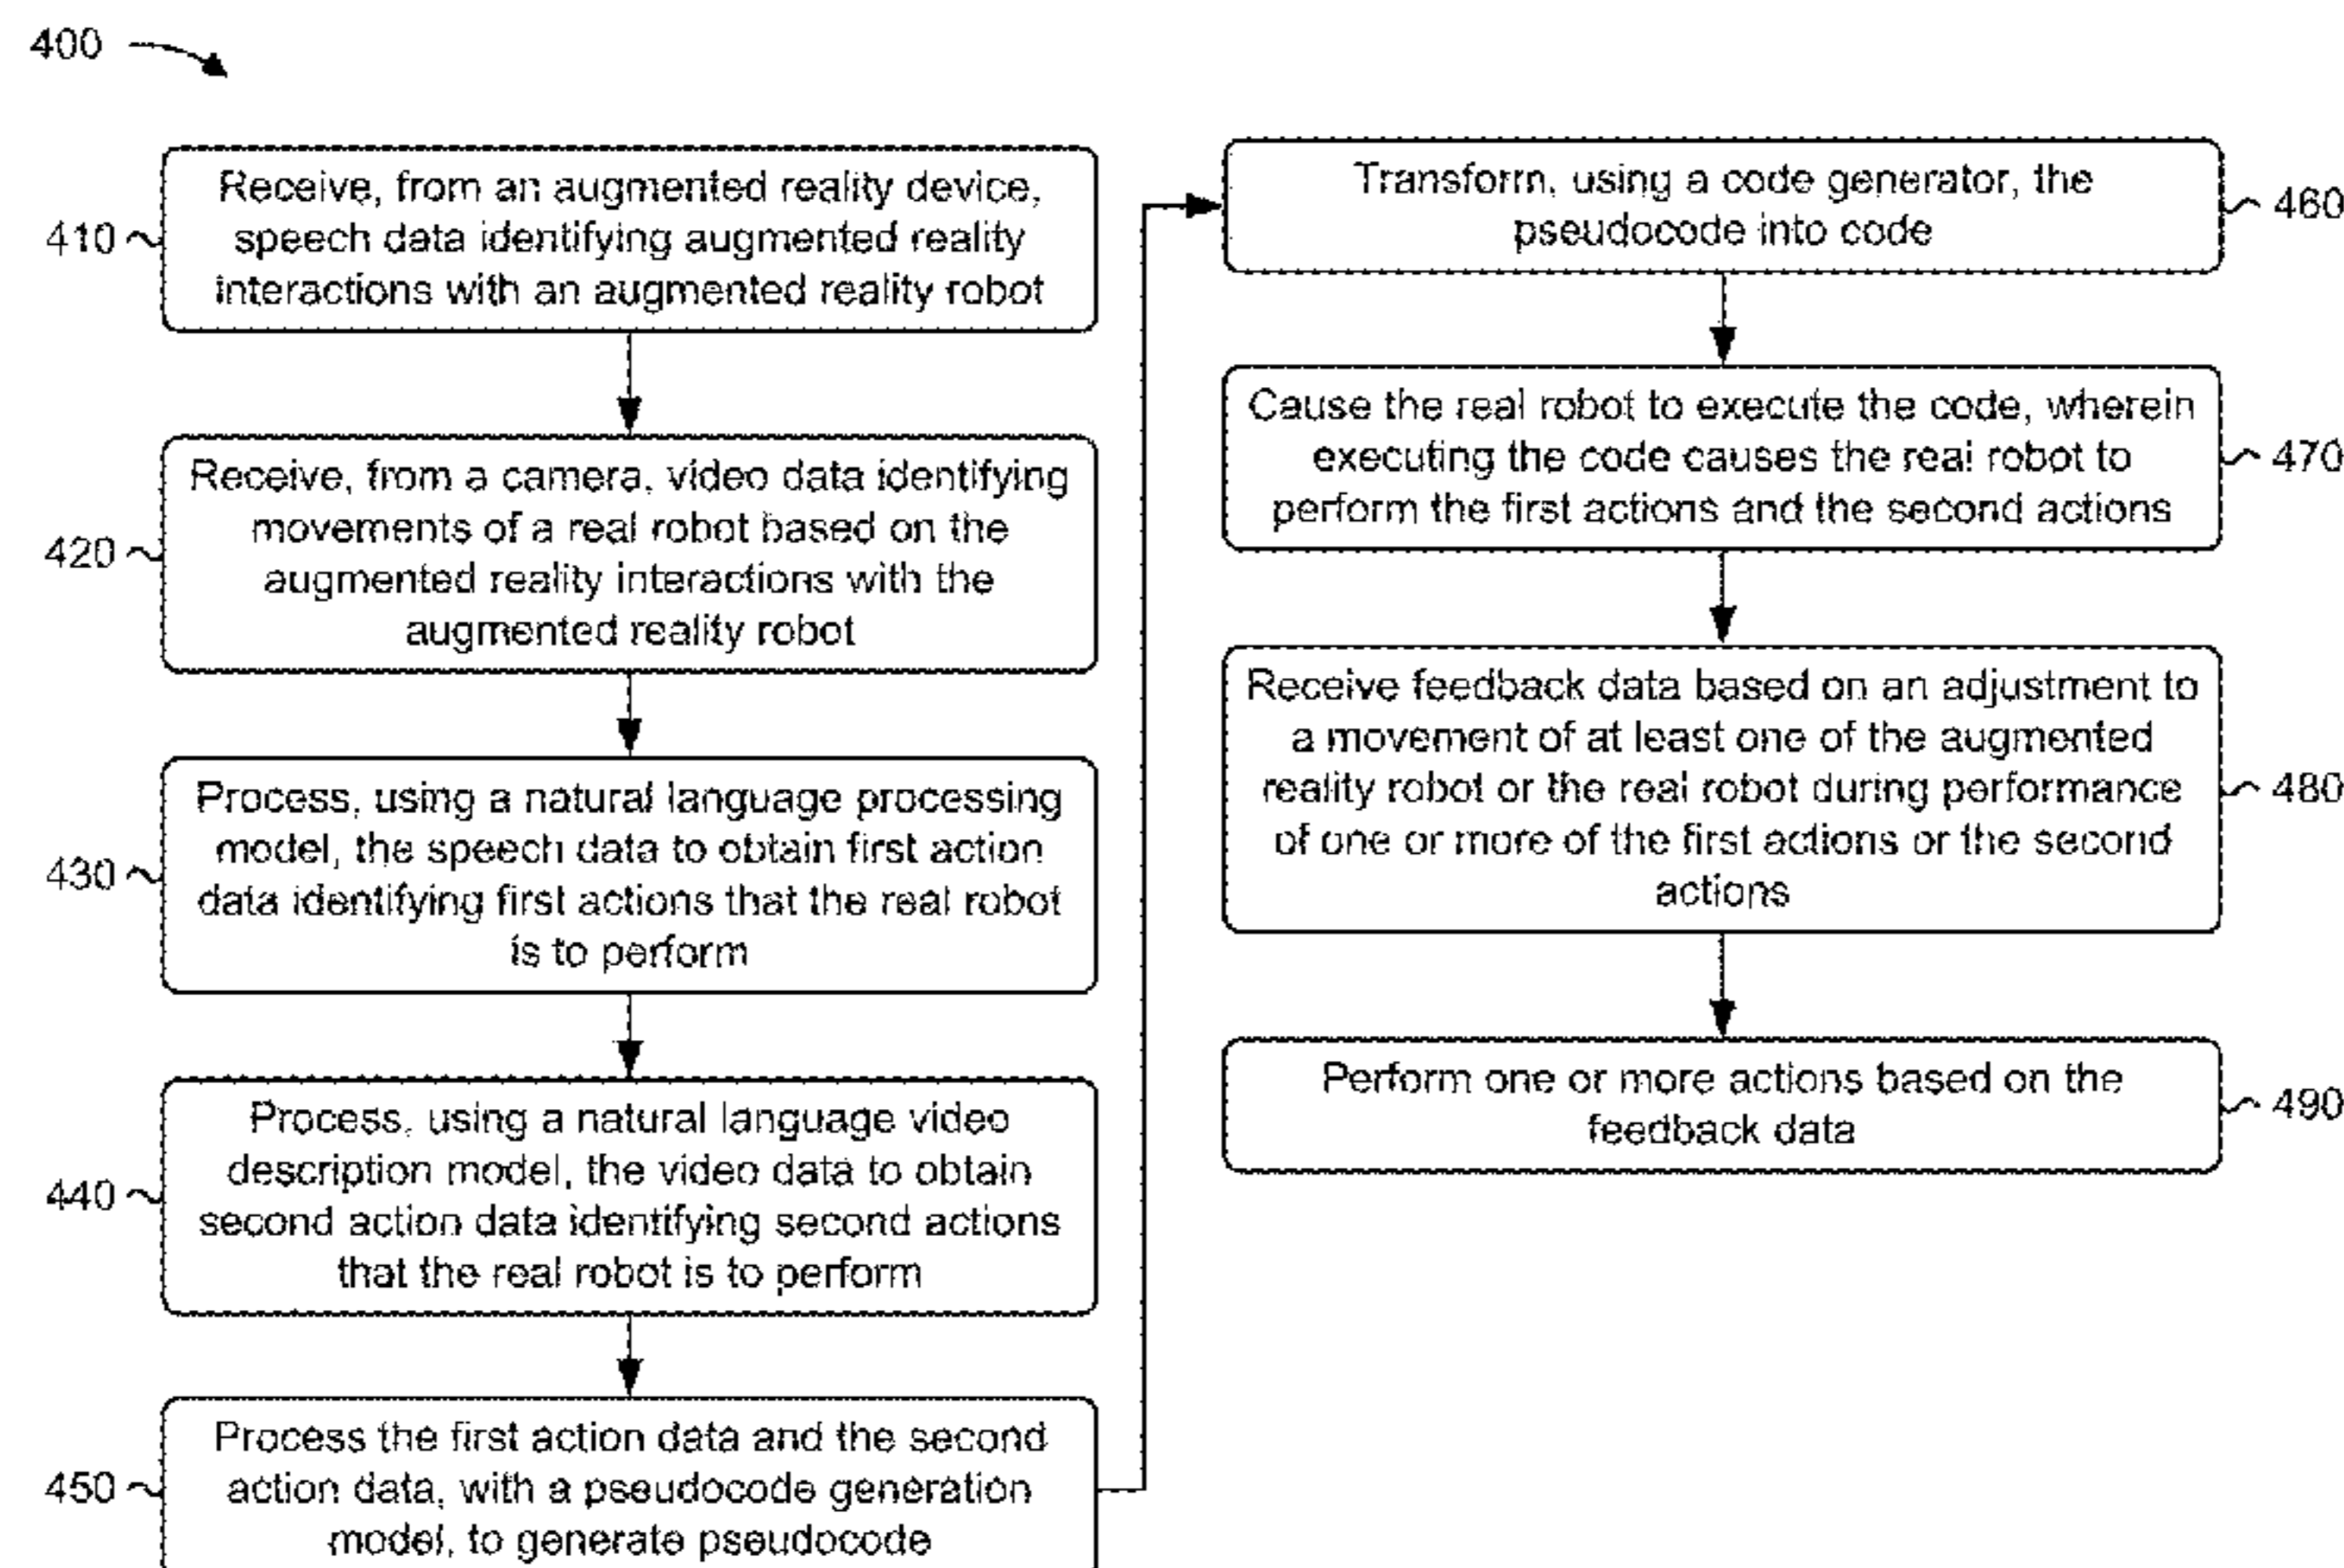 400
410
Receive, from an augmented reality device,
speech data identifying augmented reality
interactions with an augmented reality robot
420
Receive, from a camera, video data identifying
movements of a real robot based on the
augmented reality interactions with the
augmented reality robot
430
Process, using a natural language processing
model, the speech data to obtain first action
data identifying first actions that the real robot
is to perform
440
Process, using a natural language video
description model, the video data to obtain
second action data identifying second actions
that the real robot is to perform
450
Process the first action data and the second
action data, with a pseudocode generation
model, to generate pseudocode
Transform, using a code generator, the
pseudocode into code
460
Cause the real robot to execute the code, wherein
executing the code causes the real robot to
perform the first actions and the second actions
470
Receive feedback data based on an adjustment to
a movement of at least one of the augmented
reality robot or the real robot during performance
of one or more of the first actions or the second
actions
480
Perform one or more actions based on the
feedback data
490